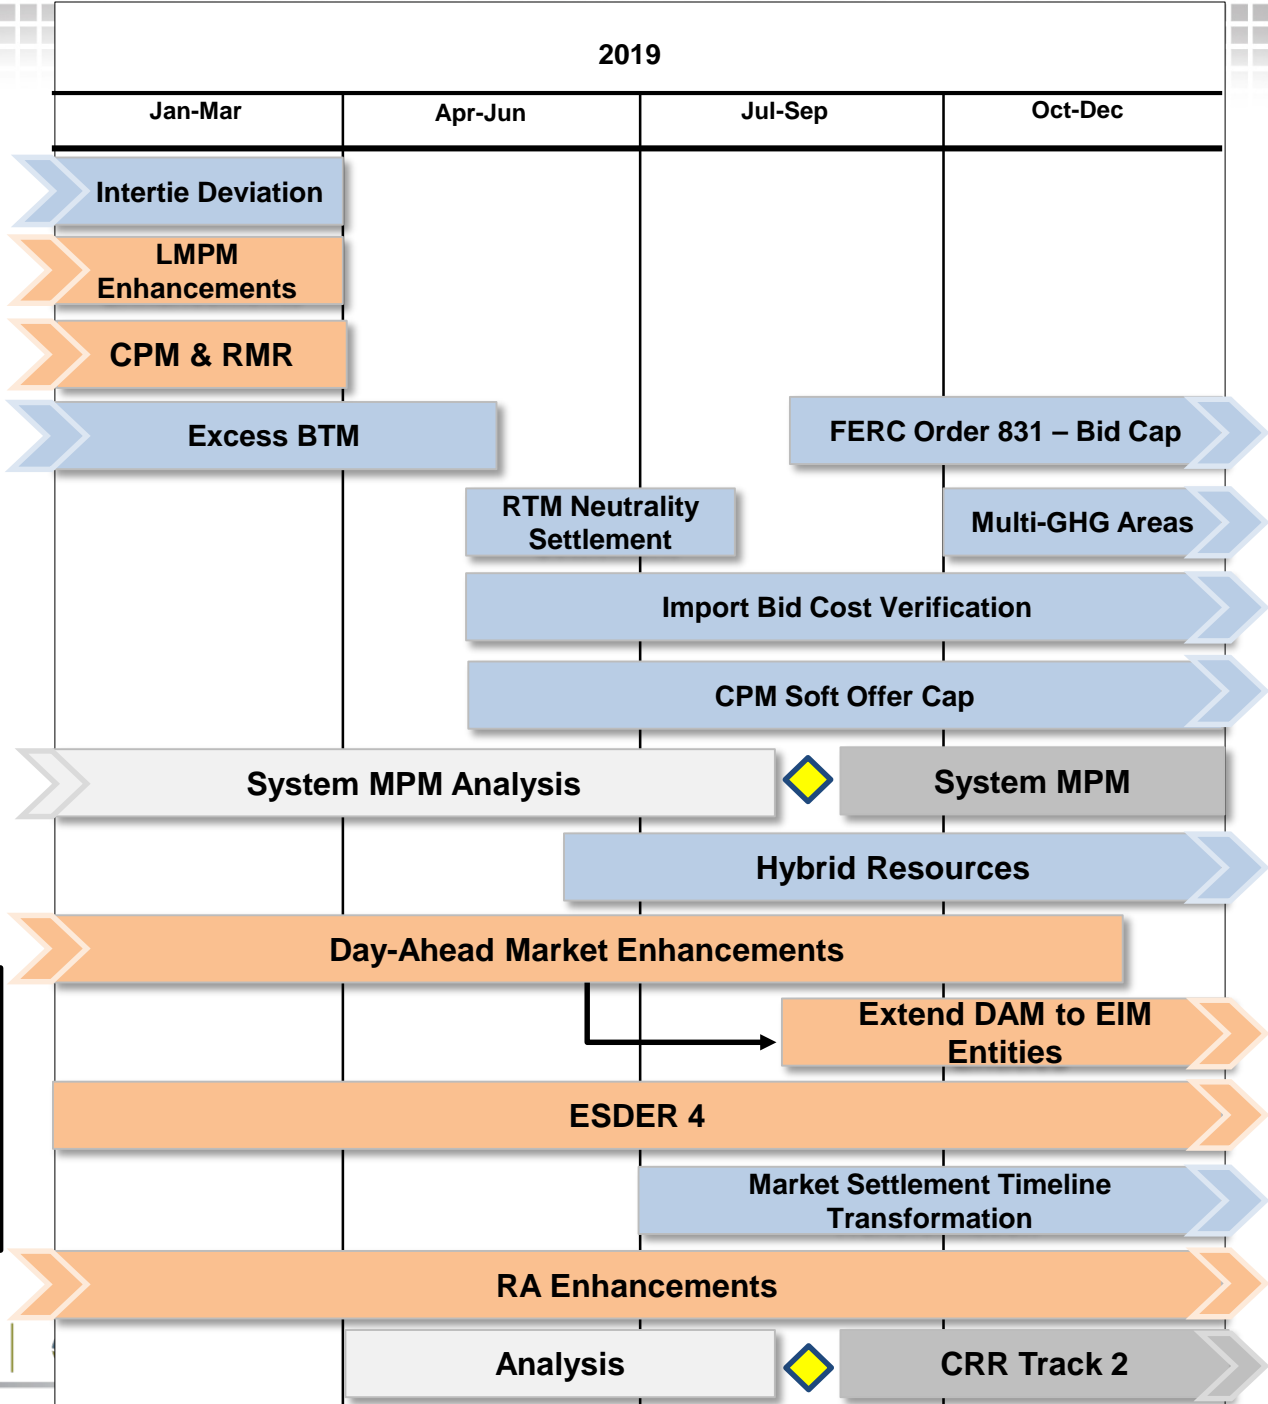 2019
Jan-Mar
Apr-Jun
Jul-Sep
Oct-Dec
Intertie Deviation
LMPM
Enhancements
CPM & RMR
Excess BTM
FERC Order 831 – Bid Cap
RTM Neutrality
Settlement
Multi-GHG Areas
Import Bid Cost Verification
CPM Soft Offer Cap
System MPM Analysis
System MPM
Hybrid Resources
Day-Ahead Market Enhancements
Extend DAM to EIM
Entities
ESDER 4
Market Settlement Timeline
Transformation
RA Enhancements
Analysis
CRR Track 2